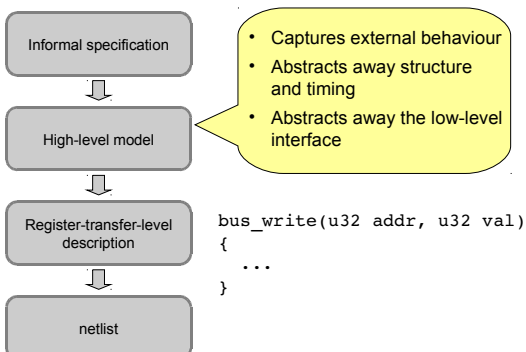 Informal specification
• Captures external behaviour
• Abstracts away structure
and timing
• Abstracts away the low-level
interface
High-level model
Register-transfer-level
description
bus_write(u32 addr, u32 val)
{
...
}
netlist